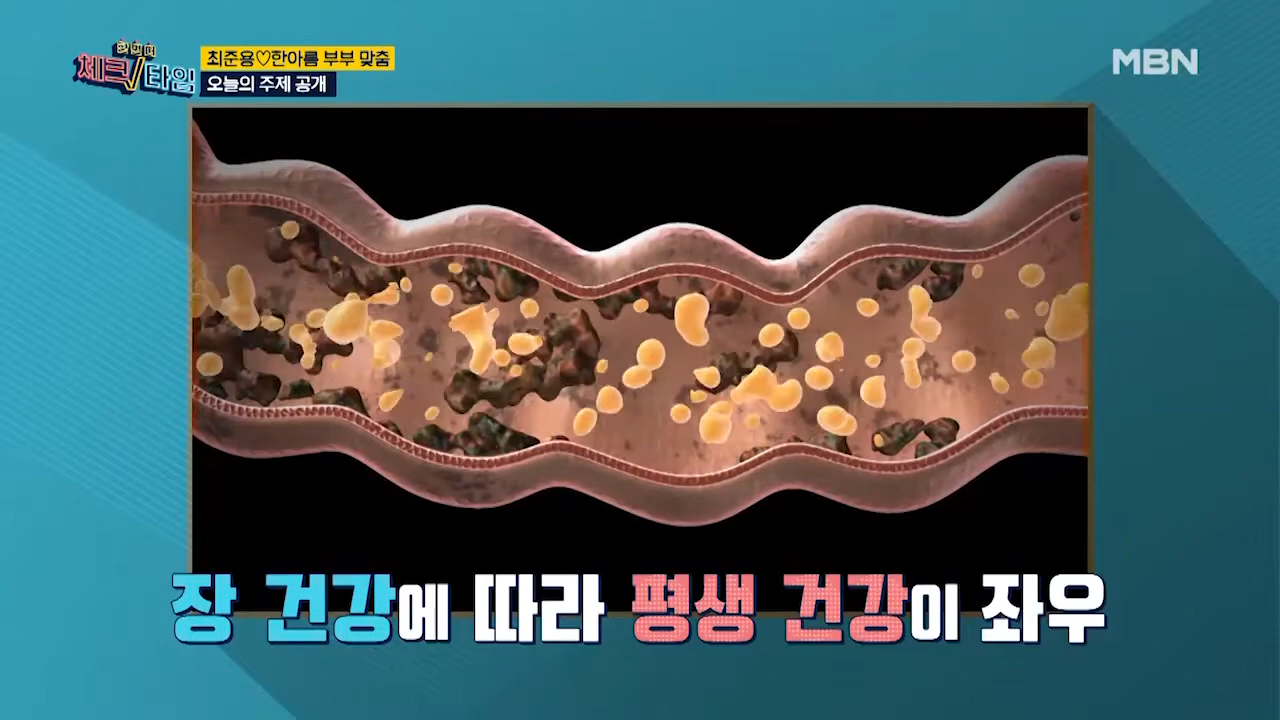 최준용♡한아름 부부 맞춤
체크타임
오늘의 주제 공개
MBN
장 건강에 따라 평생 건강이 좌우